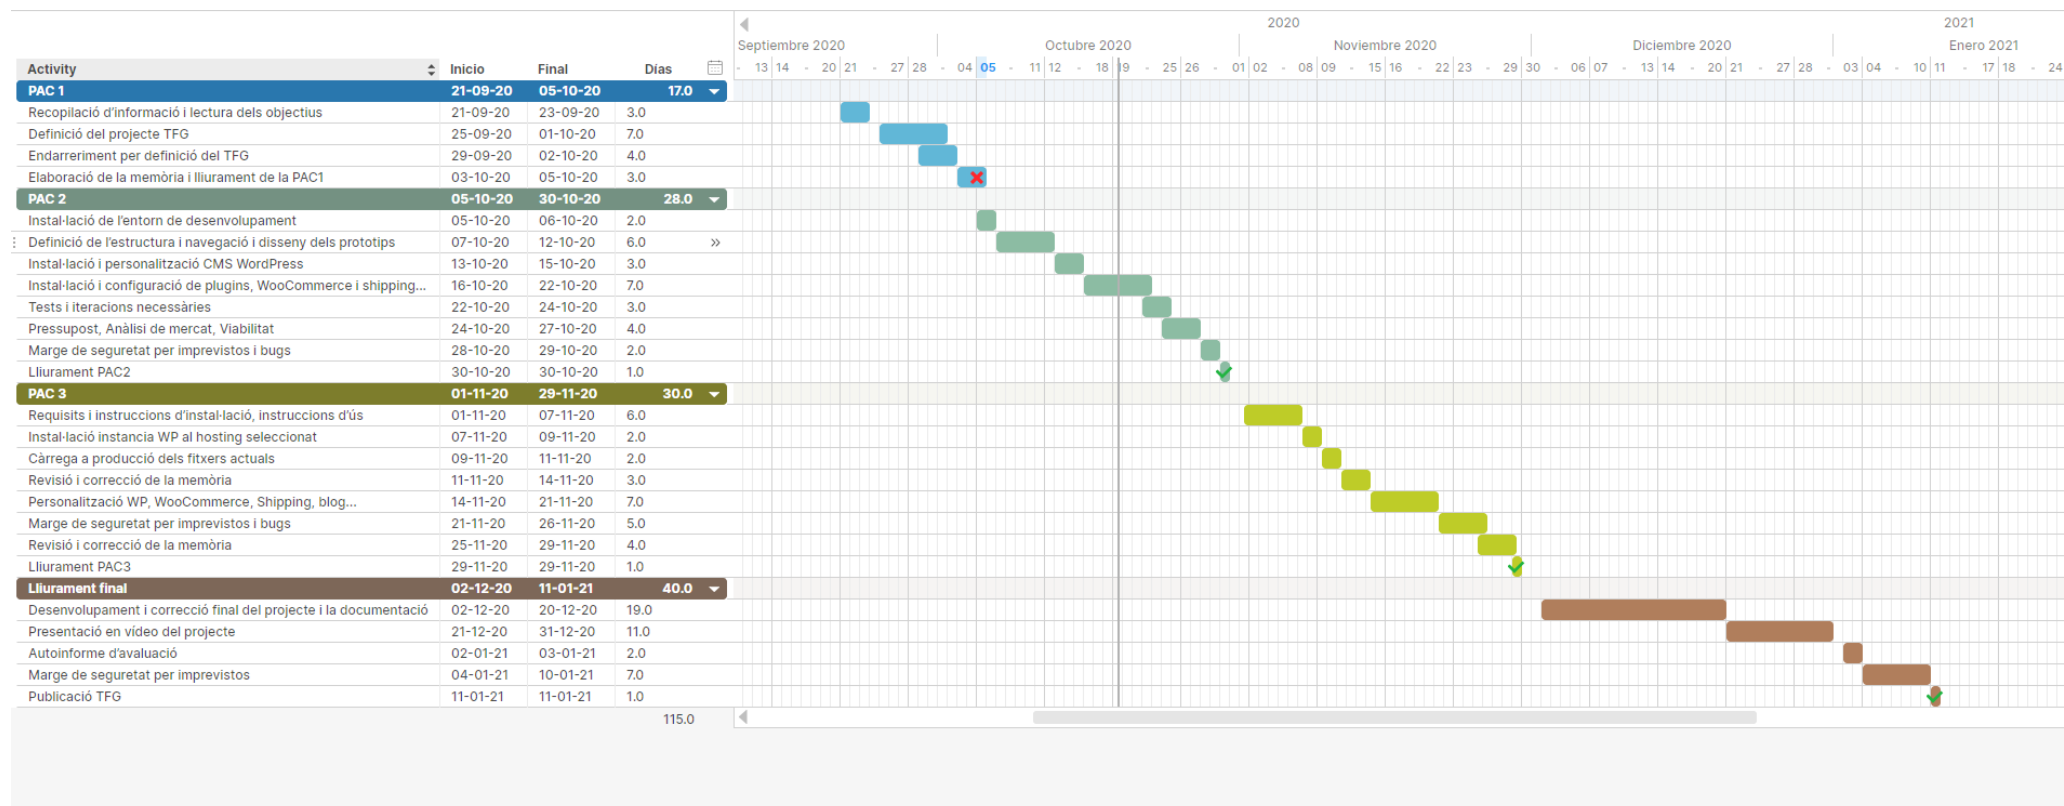 2020 2021
Septiembre 2020 Octubre 2020 Noviembre 2020 Diciembre 2020 Enero 2021
Activity Inicio Final Días - 13 14 - 20 21 - 27 28 - 04 05 - 11 12 - 18 19 - 25 26 - 01 02 - 08 09 - 15 16 - 22 23 - 29 30 - 06 07 - 13 14 - 20 21 - 27 28 - 03 04 - 10 11 - 17 18 - 24
PAC 1 21-09-20 05-10-20 17.0
Recopilació d'informació i lectura dels objectius 21-09-20 23-09-20 3.0
Definició del projecte TFG 25-09-20 01-10-20 7.0
Endarreriment per definició del TFG 29-09-20 02-10-20 4.0
Elaboració de la memòria i lliurament de la PAC1 03-10-20 05-10-20 3.0
PAC 2 05-10-20 30-10-20 28.0
Instal·lació de l'entorn de desenvolupament 05-10-20 06-10-20 2.0
Definició de l'estructura i navegació i disseny dels prototips 07-10-20 12-10-20 6.0 »
Instal·lació i personalització CMS WordPress 13-10-20 15-10-20 3.0
Instal·lació i configuració de plugins, WooCommerce i shipping... 16-10-20 22-10-20 7.0
Tests i iteracions necessàries 22-10-20 24-10-20 3.0
Pressupost, Anàlisi de mercat, Viabilitat 24-10-20 27-10-20 4.0
Marge de seguretat per imprevistos i bugs 28-10-20 29-10-20 2.0
Lliurament PAC2 30-10-20 30-10-20 1.0
PAC 3 01-11-20 29-11-20 30.0
Requisits i instruccions d'instal·lació, instruccions d'ús 01-11-20 07-11-20 6.0
Instal·lació instancia WP al hosting seleccionat 07-11-20 09-11-20 2.0
Càrrega a producció dels fitxers actuals 09-11-20 11-11-20 2.0
Revisió i correcció de la memòria 11-11-20 14-11-20 3.0
Personalització WP, WooCommerce, Shipping, blog... 14-11-20 21-11-20 7.0
Marge de seguretat per imprevistos i bugs 21-11-20 26-11-20 5.0
Revisió i correcció de la memòria 25-11-20 29-11-20 4.0
Lliurament PAC3 29-11-20 29-11-20 1.0
Lliurament final 02-12-20 11-01-21 40.0
Desenvolupament i correcció final del projecte i la documentació 02-12-20 20-12-20 19.0
Presentació en vídeo del projecte 21-12-20 31-12-20 11.0
Autoinforme d'avaluació 02-01-21 03-01-21 2.0
Marge de seguretat per imprevistos 04-01-21 10-01-21 7.0
Publicació TFG 11-01-21 11-01-21 1.0
115.0